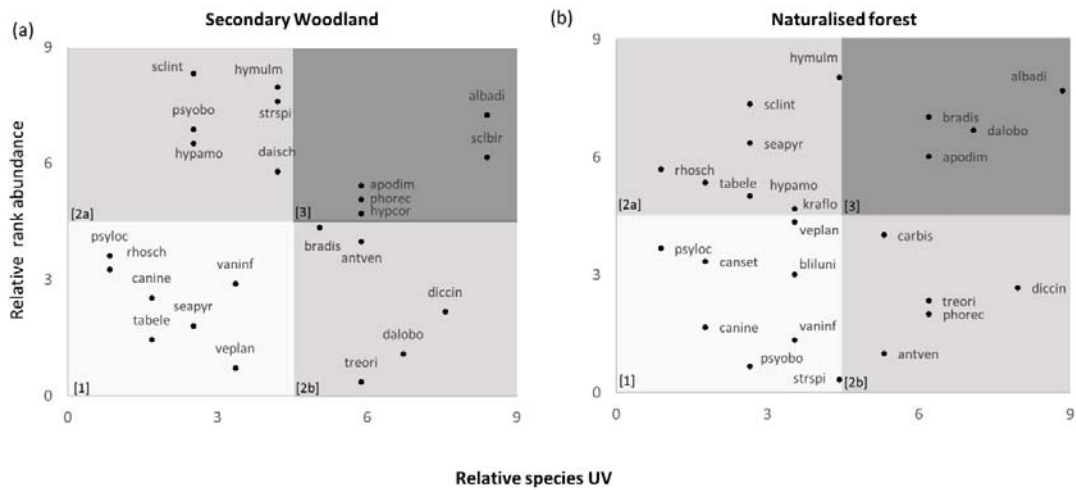 (a)
Secondary Woodland
9
6
3
0
sclint
hymulm
strspi
psyobo
hypamo
daisch
albadi
sclbir
apodim
phorec
hypcor
[2a]
[3]
bradis
antven
psyloc
rhosch
canine
vaninf
seapyr
tabele
veplan
diccin
dalobo
treori
[1]
[2b]
0 3 6 9
(b)
Naturalised forest
9
6
3
0
hymulm
albadi
sclint
bradis
dalobo
seapyr
apodim
rhosch
tabele
hypamo
kraflo
[2a]
[3]
veplan
carbis
psyloc
canset
bliluni
diccin
treori
phorec
canine
vaninf
antven
psyobo
strspi
[1]
[2b]
0 3 6 9
Relative rank abundance
Relative species UV